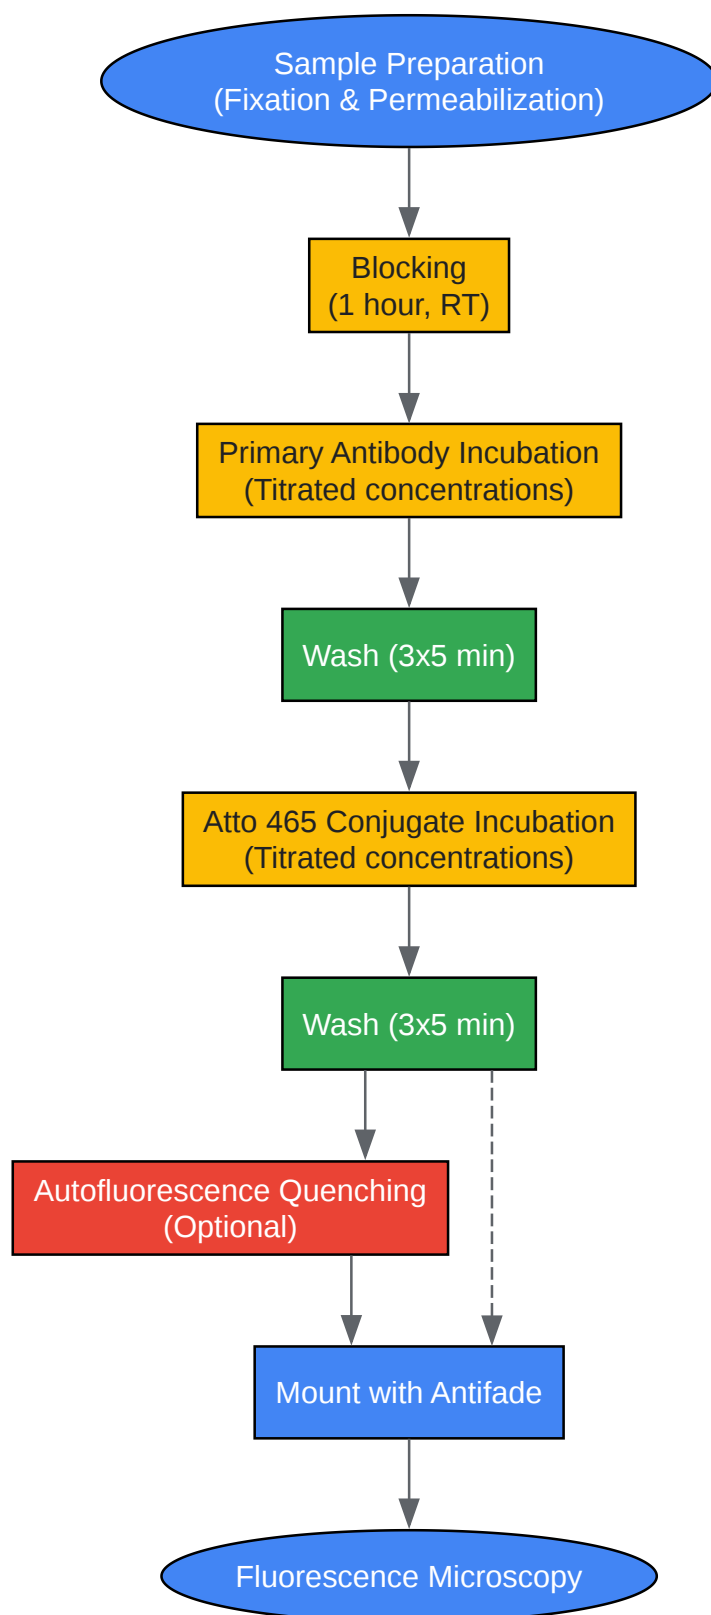 Sample Preparation
(Fixation & Permeabilization)
Blocking
(1 hour, RT)
Primary Antibody Incubation
(Titrated concentrations)
Wash (3x5 min)
Atto 465 Conjugate Incubation
(Titrated concentrations)
Wash (3x5 min)
Autofluorescence Quenching
(Optional)
Mount with Antifade
Fluorescence Microscopy